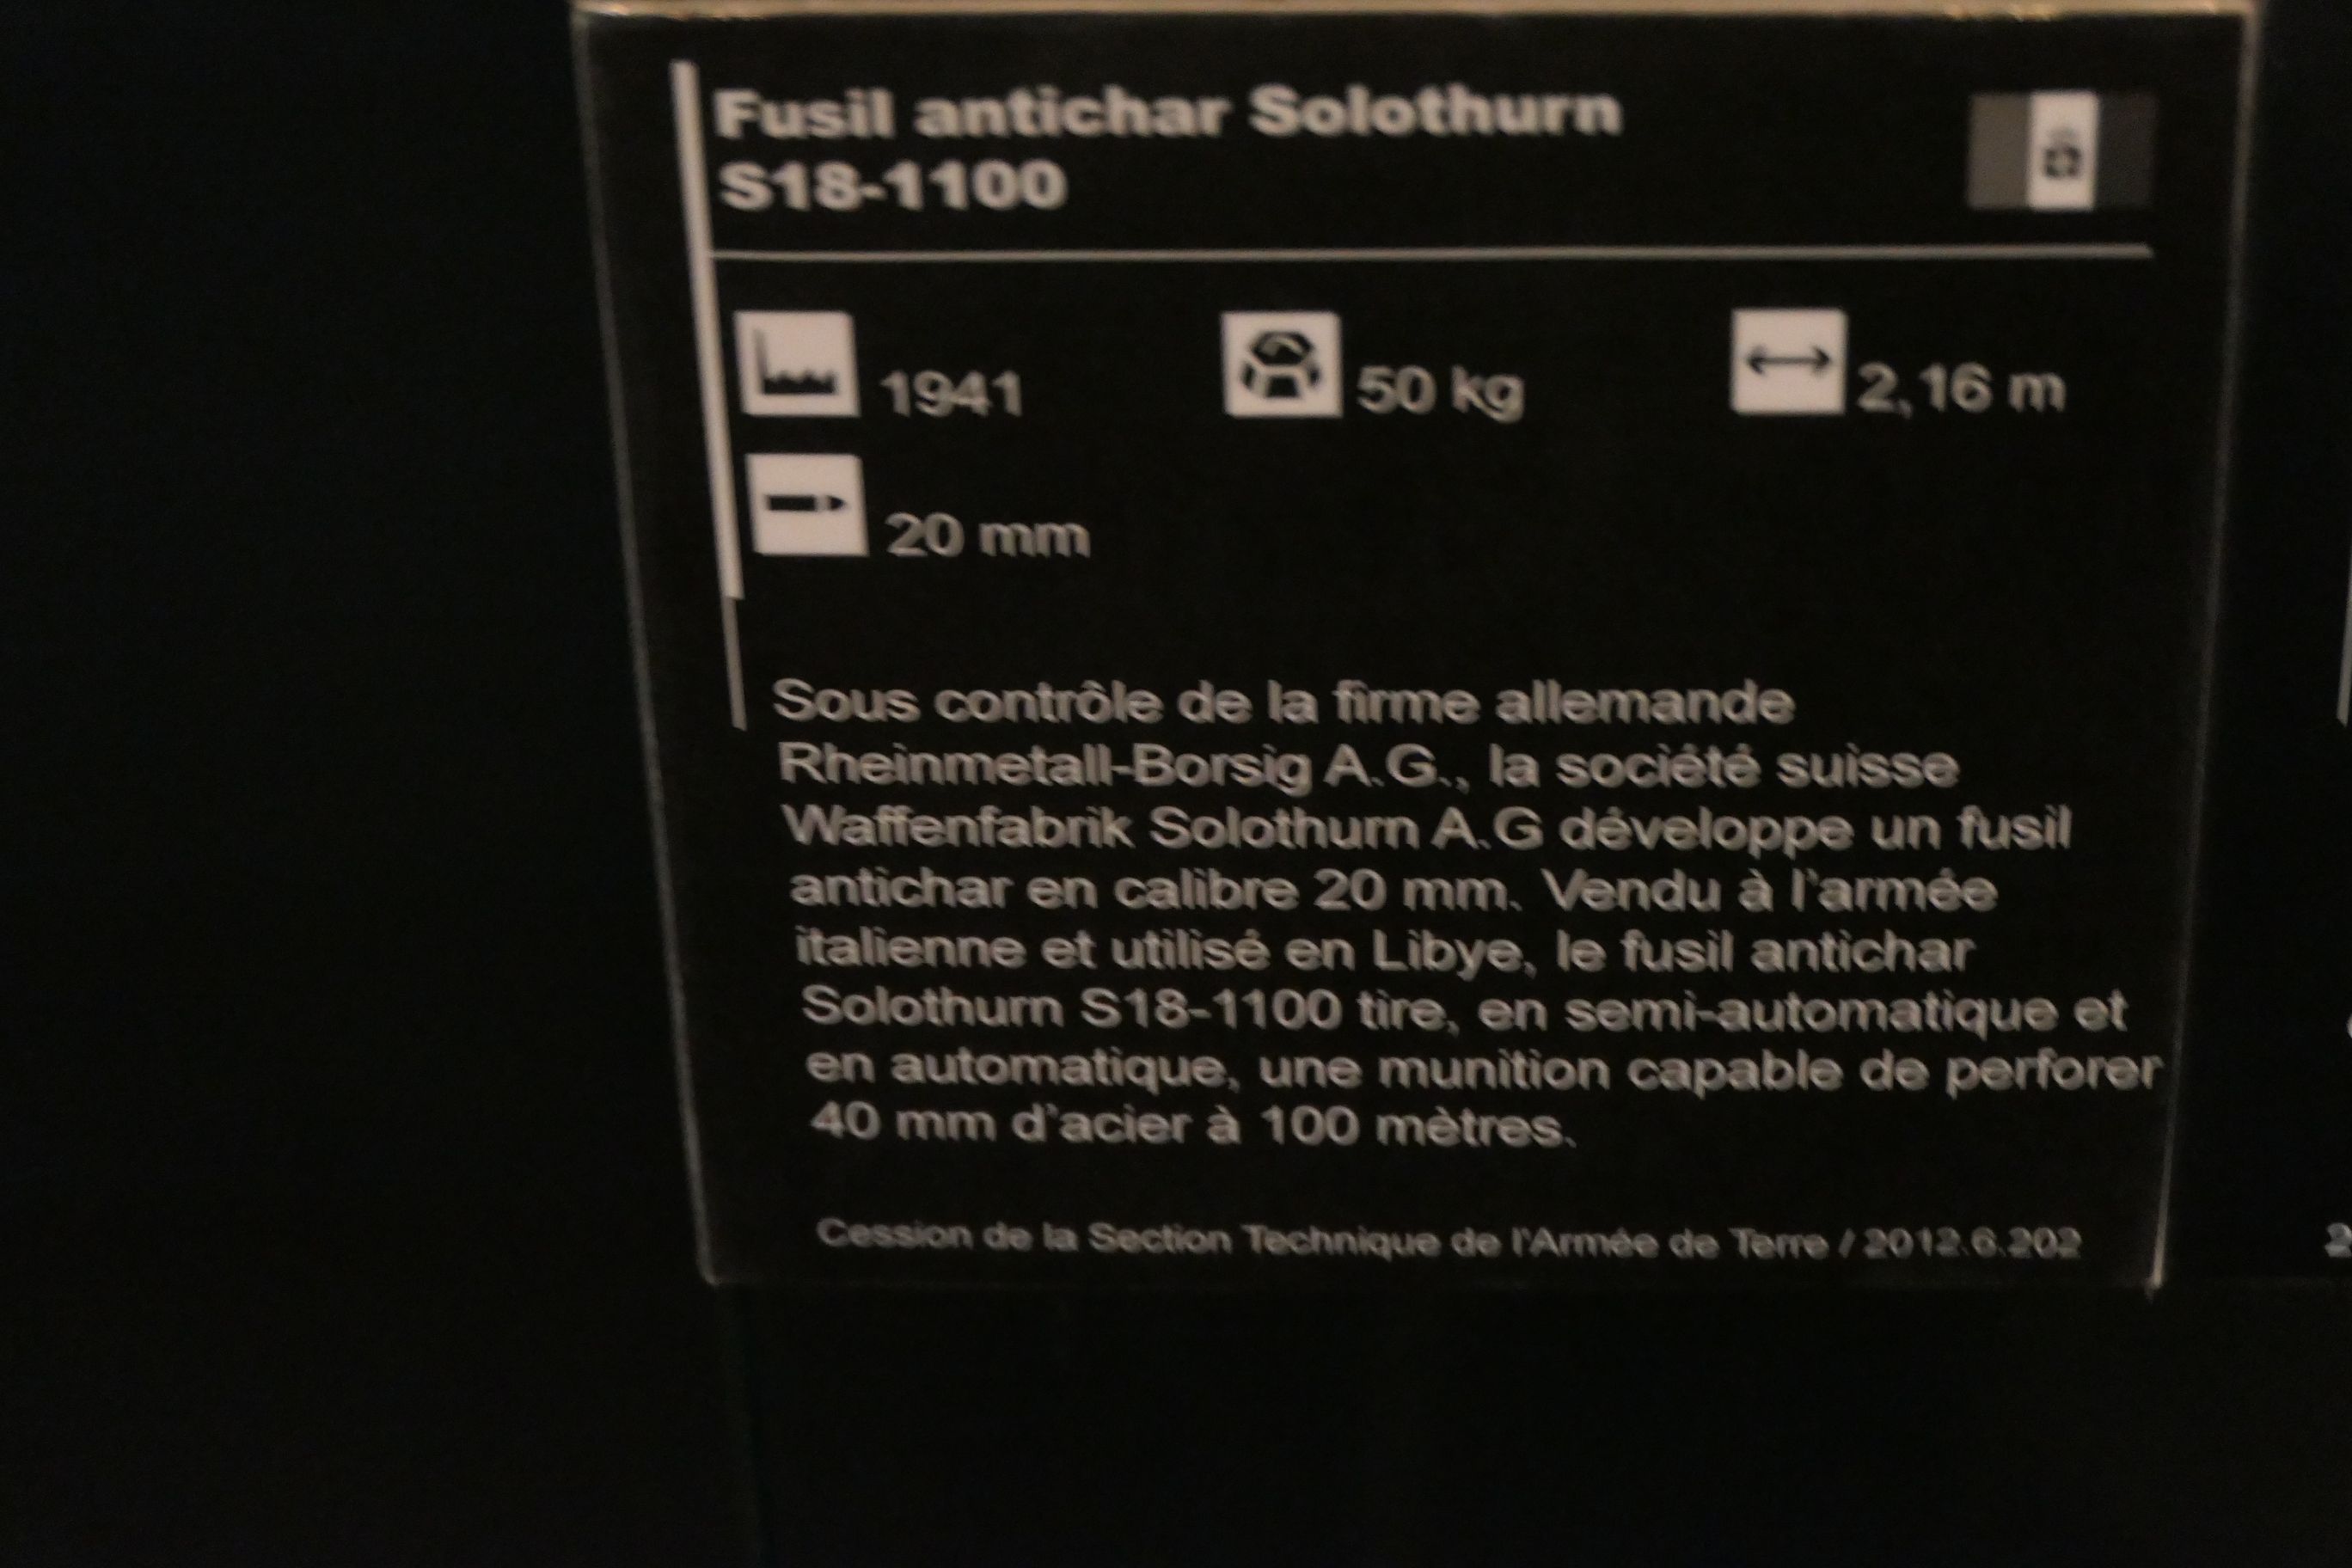 Fusil antichar Solothurn
S18-1100
1941 50 kg 2,16 m
20 mm
Sous contrôle de la firme allemande
Rheinmetall-Borsig A.G., la société suisse
Waffenfabrik Solothurn A.G développe un fusil
antichar en calibre 20 mm. Vendu à l'armée
italienne et utilisé en Libye, le fusil antichar
Solothurn S18-1100 tire, en semi-automatique et
en automatique, une munition capable de perforer
40 mm d'acier à 100 mètres.
Cession de la Section Technique de l'Armée de Terre / 2012.6.202